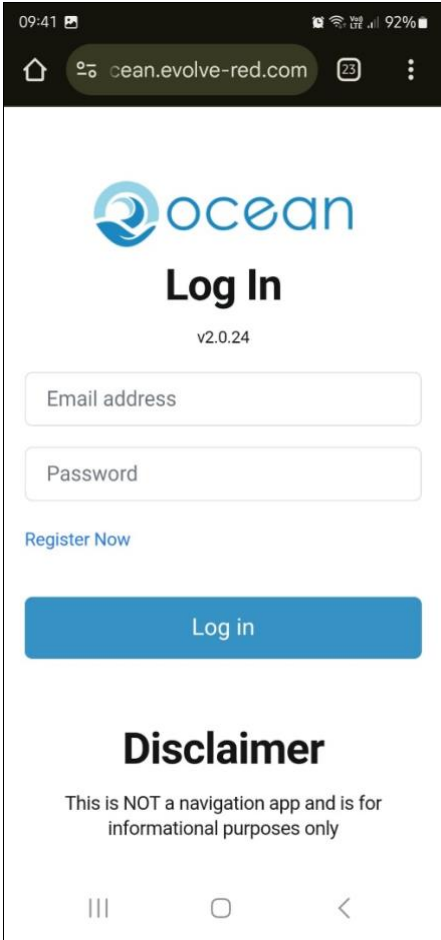 09:41 92%
cean.evolve-red.com 23
ocean
Log In
v2.0.24
Email address
Password
Register Now
Log in
Disclaimer
This is NOT a navigation app and is for
informational purposes only